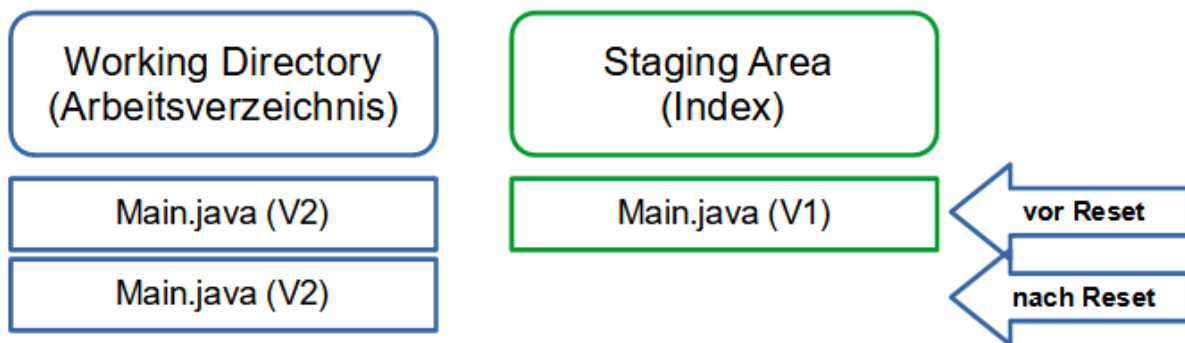 Working Directory
(Arbeitsverzeichnis)
Staging Area
(Index)
Main.java (V2)
Main.java (V1)
vor Reset
Main.java (V2)
nach Reset